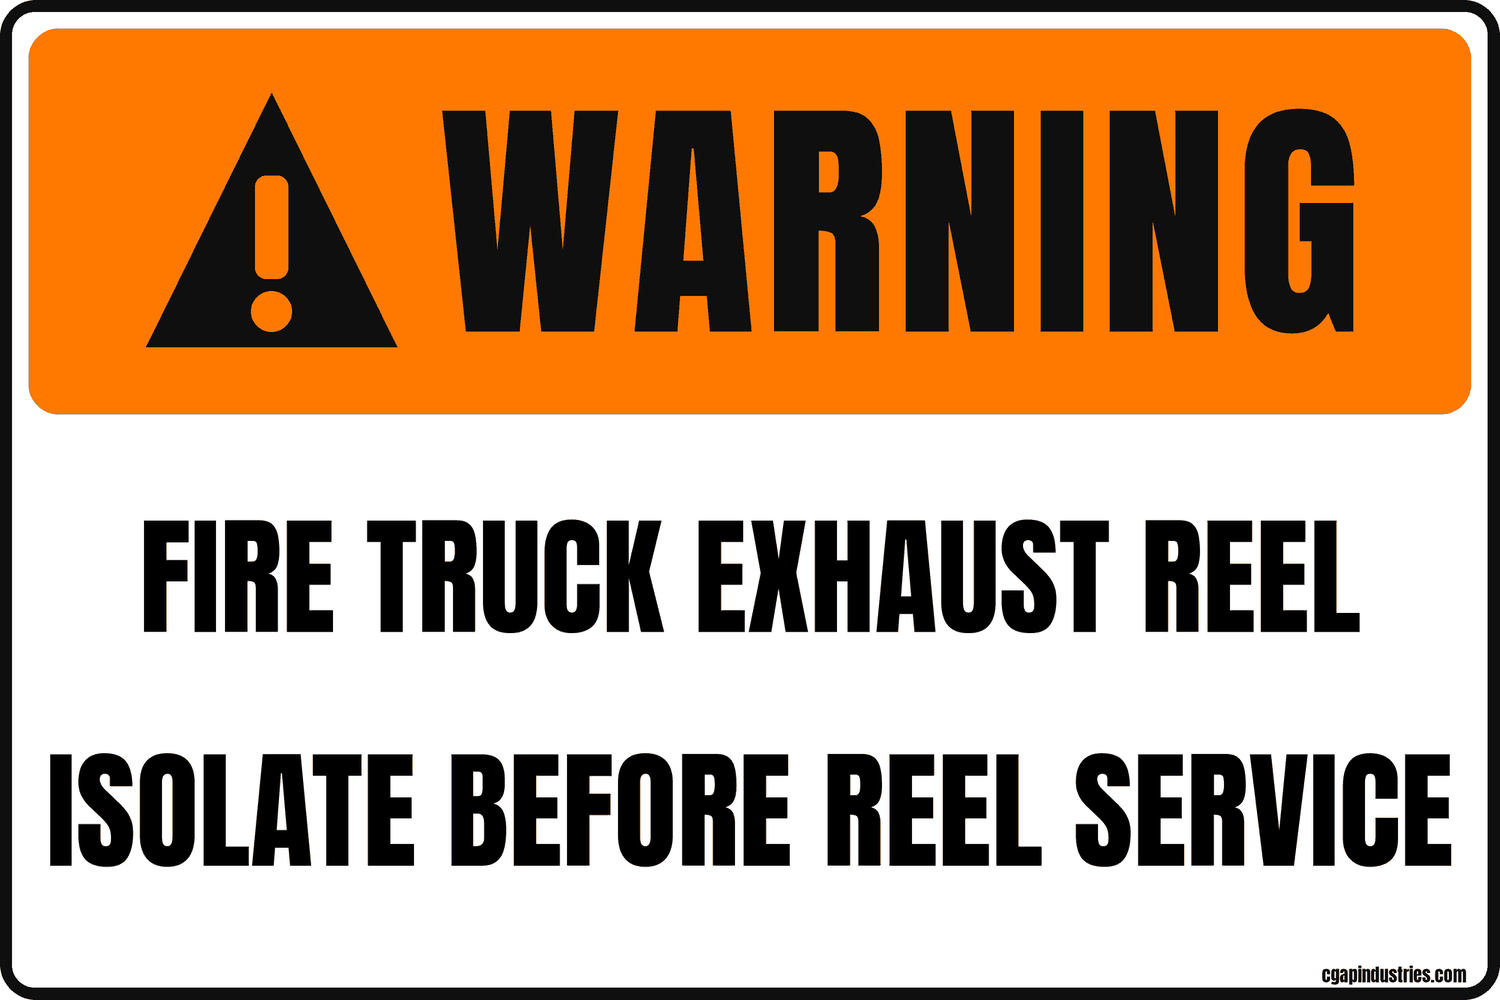 WARNING
FIRE TRUCK EXHAUST REEL
ISOLATE BEFORE REEL SERVICE
cgapindustries.com